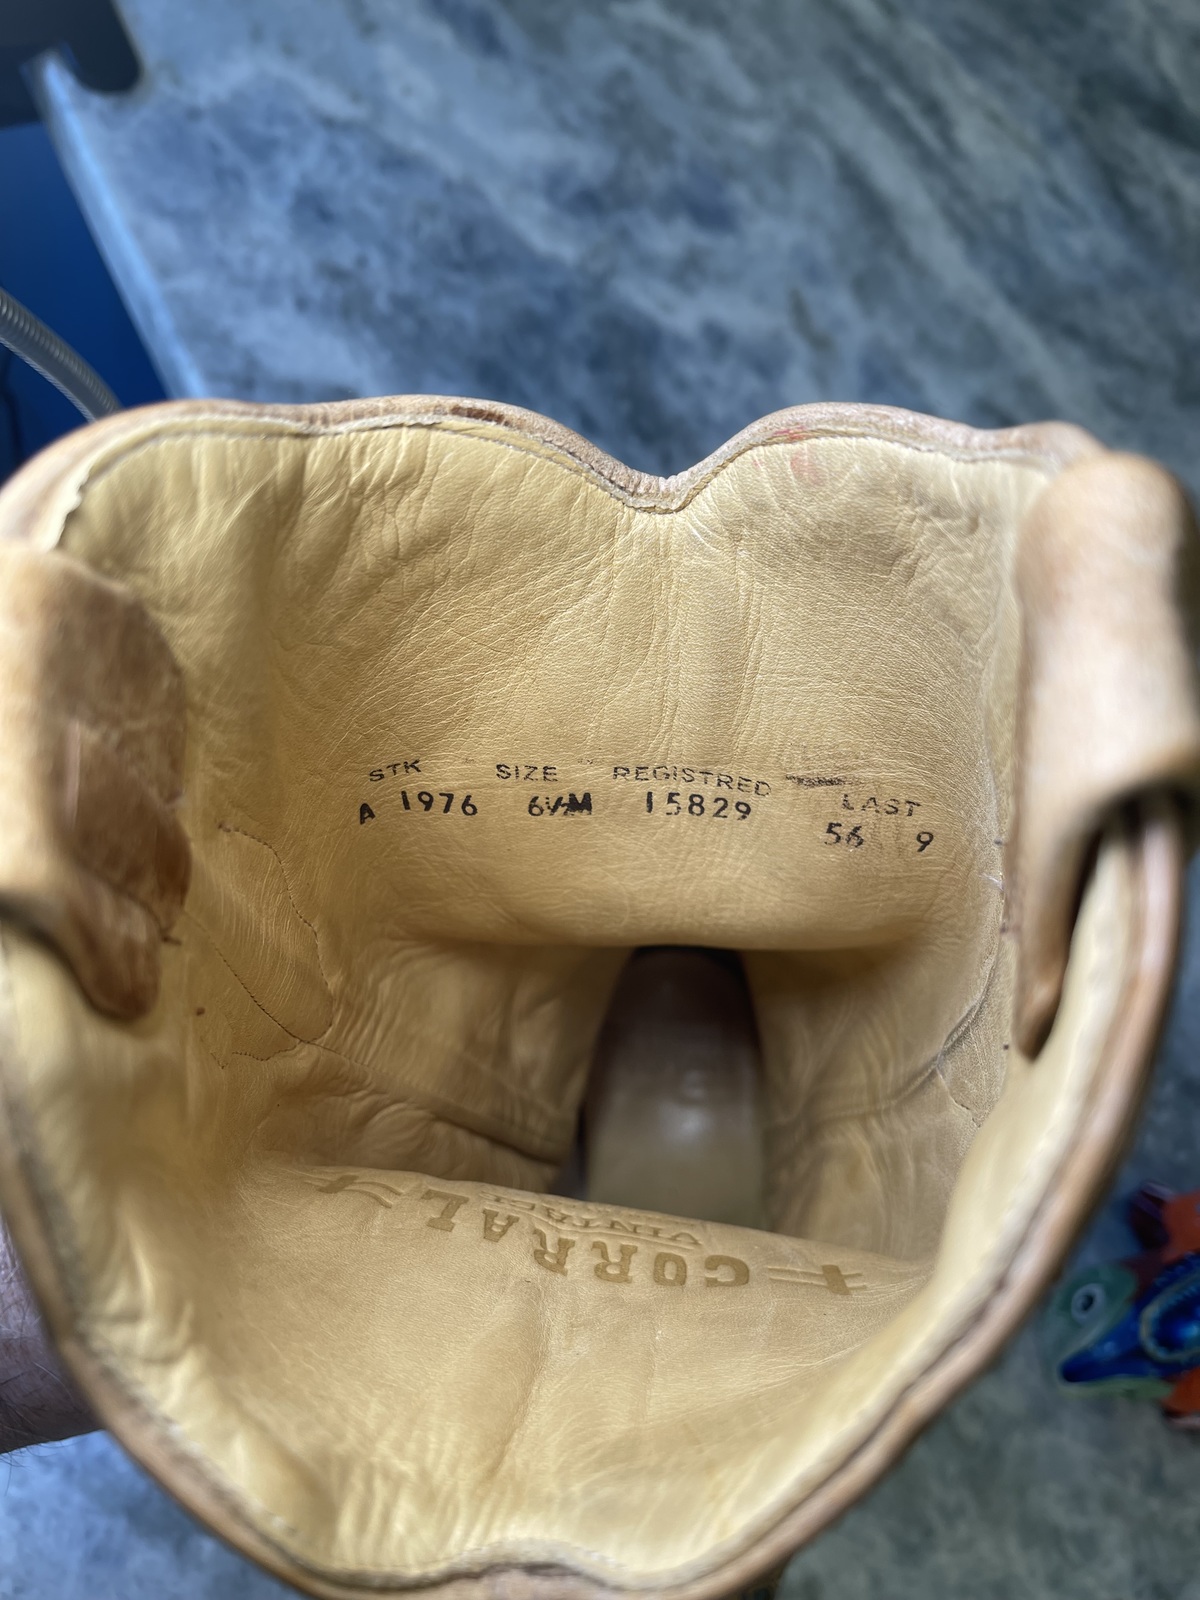 STK SIZE REGISTRED LAST
A 1976 6½M 15829 56 9
CORRAL
VINTAGE